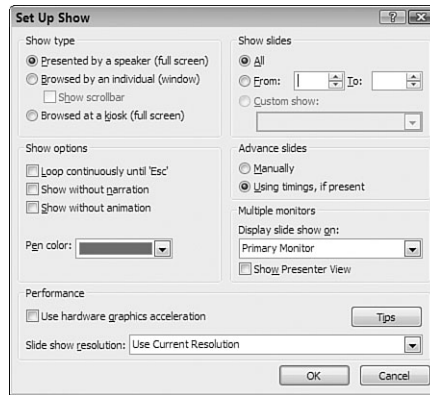 Set Up Show
Show type
Presented by a speaker (full screen)
Browsed by an individual (window)
Show scrollbar
Browsed at a kiosk (full screen)
Show slides
All
From: To:
Custom show:
Show options
Loop continuously until 'Esc'
Show without narration
Show without animation
Pen color:
Advance slides
Manually
Using timings, if present
Multiple monitors
Display slide show on:
Primary Monitor
Show Presenter View
Performance
Use hardware graphics acceleration
Tips
Slide show resolution: Use Current Resolution
OK Cancel